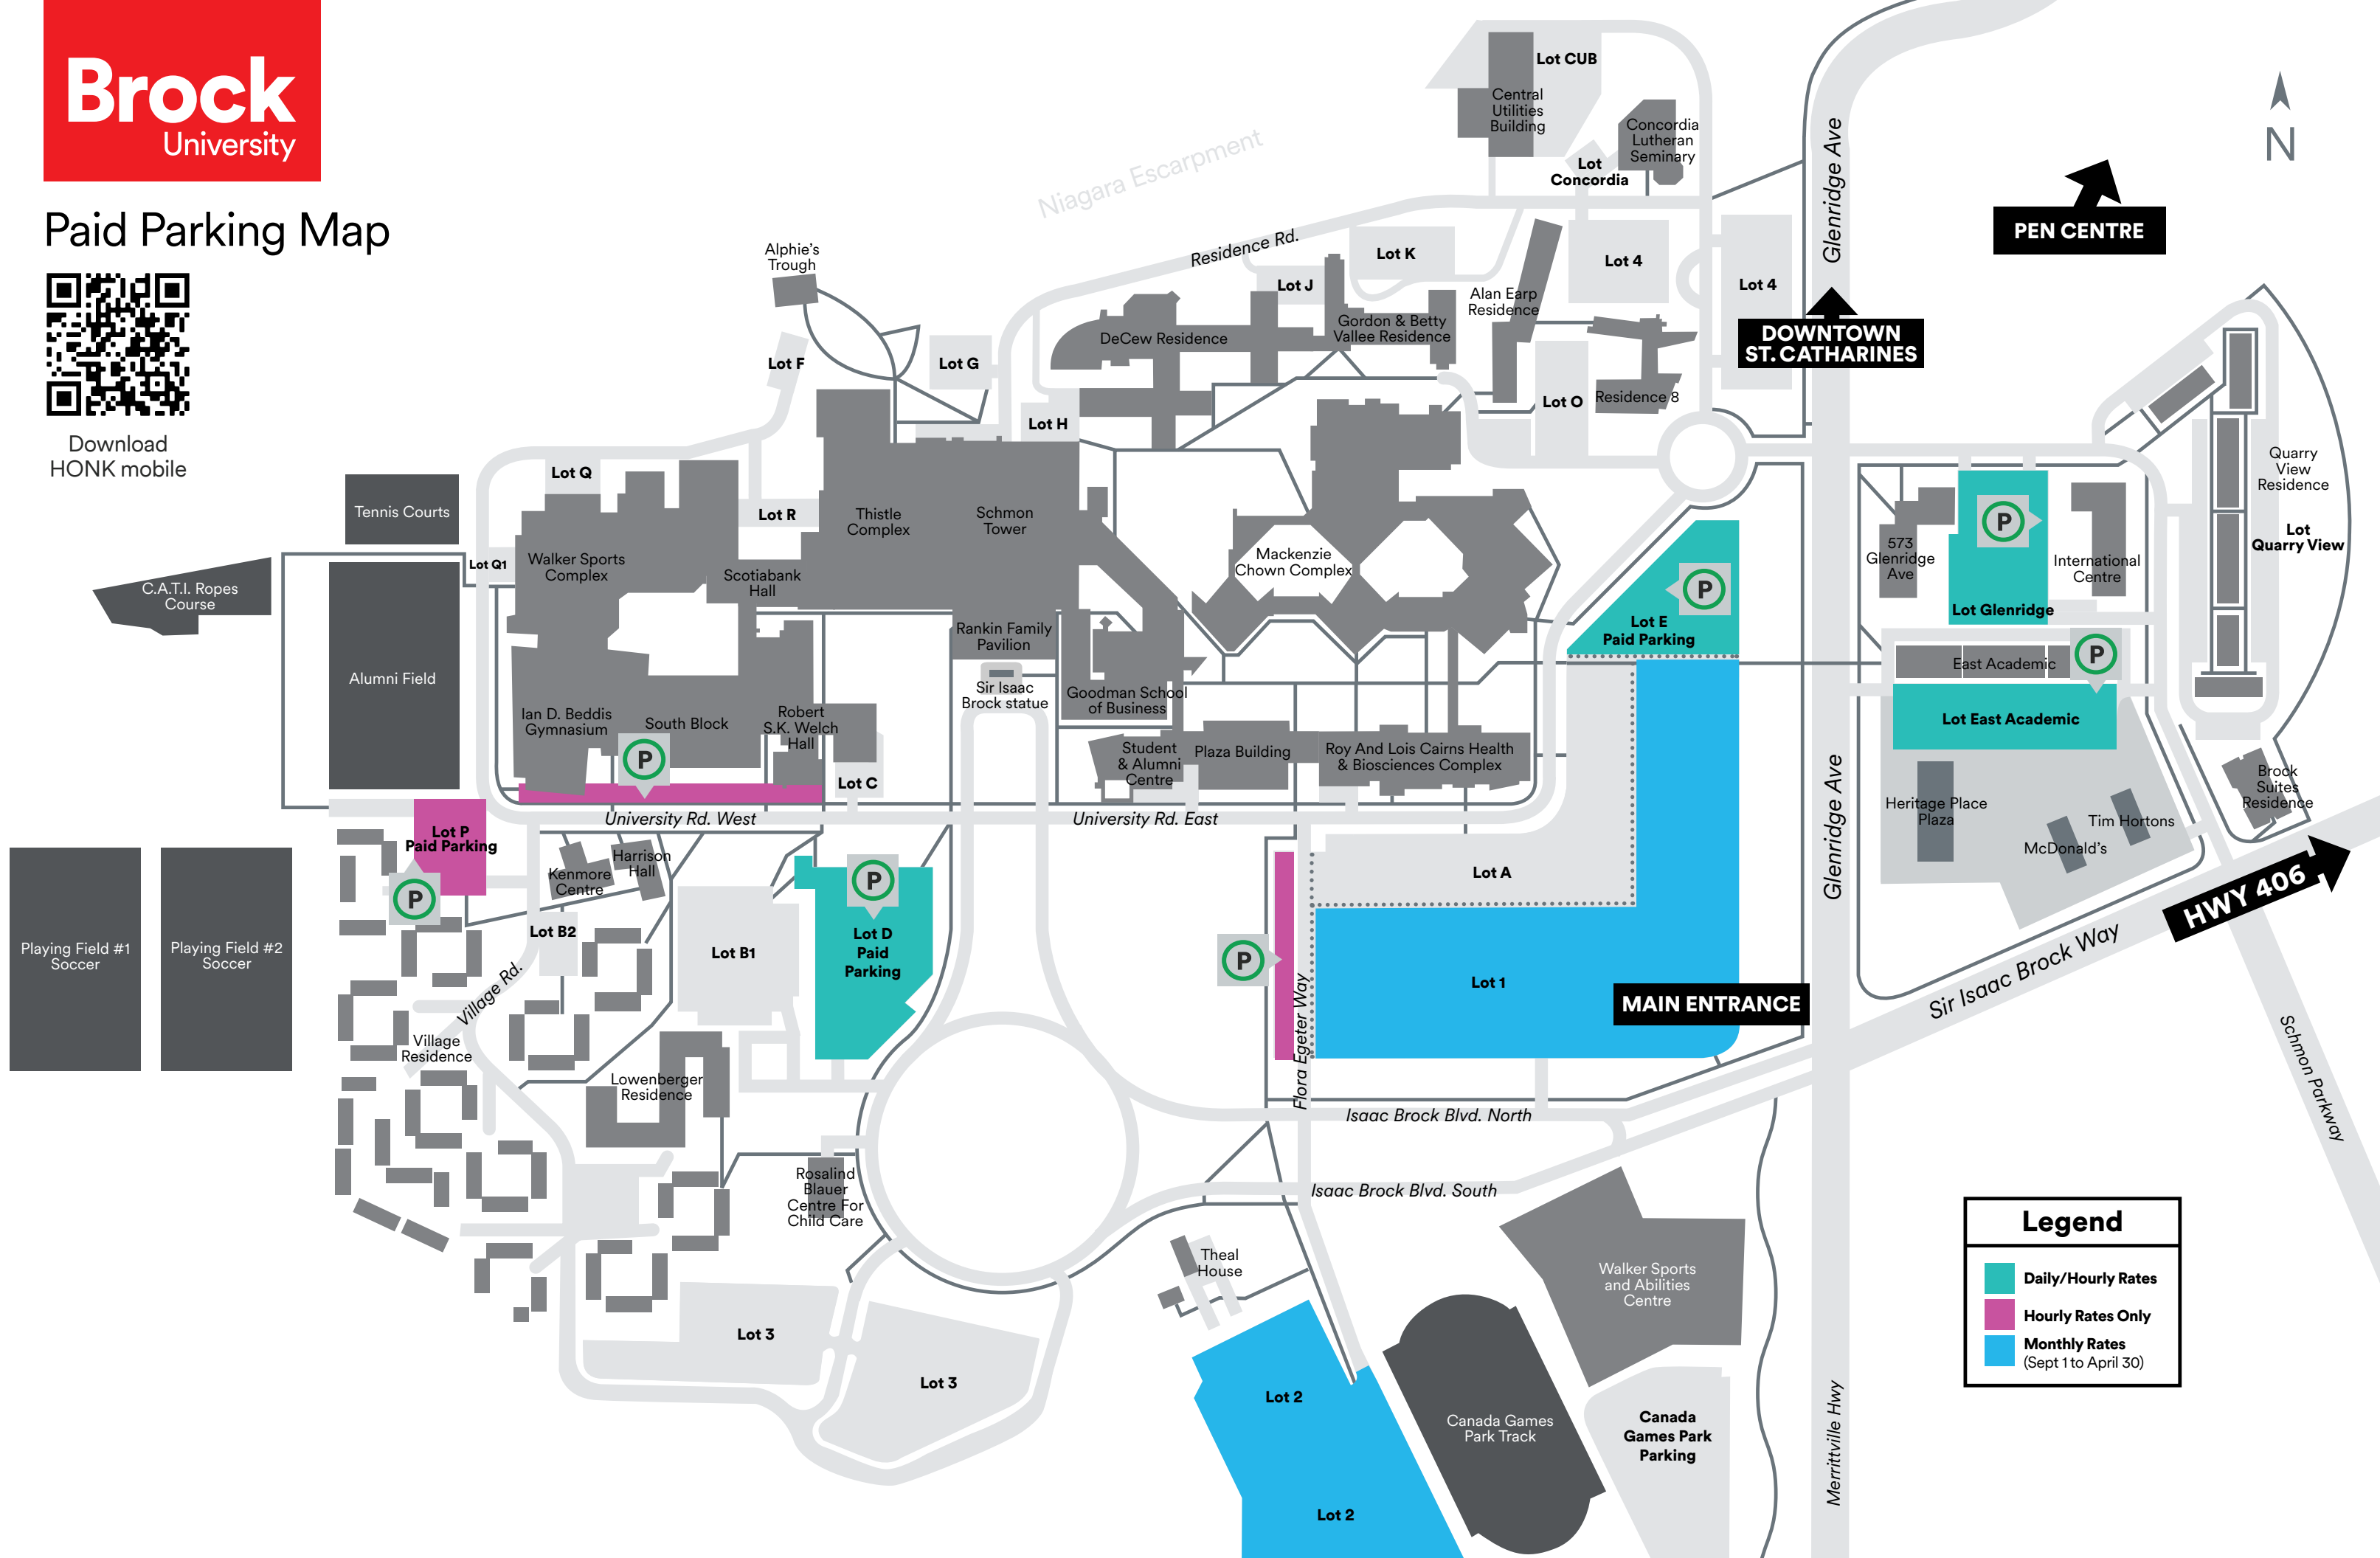 Brock
University
Paid Parking Map
Download
HONK mobile
Niagara Escarpment
Lot CUB
Central
Utilities
Building
Concordia
Lutheran
Seminary
Lot
Concordia
Glenridge Ave
N
PEN CENTRE
DOWNTOWN
ST. CATHARINES
Residence Rd.
Lot K
Lot J
Lot 4
Lot 4
Alan Earp
Residence
Gordon & Betty
Vallee Residence
DeCew Residence
Residence 8
Lot O
Alphie's
Trough
Lot F
Lot G
Lot H
Lot Q
Lot R
Lot Q1
Tennis Courts
C.A.T.I. Ropes
Course
Alumni Field
Walker Sports
Complex
Scotiabank
Hall
Thistle
Complex
Schmon
Tower
Mackenzie
Chown Complex
Rankin Family
Pavilion
Sir Isaac
Brock statue
Goodman School
of Business
Ian D. Beddis
Gymnasium
South Block
Robert
S.K. Welch
Hall
P
Lot C
Student
& Alumni
Centre
Plaza Building
Roy And Lois Cairns Health
& Biosciences Complex
P
Lot E
Paid Parking
573
Glenridge
Ave
P
International
Centre
Lot Glenridge
Quarry
View
Residence
Lot
Quarry View
East Academic
P
Lot East Academic
Heritage Place
Plaza
McDonald's
Tim Hortons
Brock
Suites
Residence
Glenridge Ave
HWY 406
Sir Isaac Brock Way
Schmon Parkway
University Rd. West
University Rd. East
Lot P
Paid Parking
P
Kenmore
Centre
Harrison
Hall
Lot B2
Lot B1
P
Lot D
Paid
Parking
P
Flora Egeter Way
Lot A
Lot 1
MAIN ENTRANCE
Playing Field #1
Soccer
Playing Field #2
Soccer
Village Rd.
Village
Residence
Lowenberger
Residence
Rosalind
Blauer
Centre For
Child Care
Isaac Brock Blvd. North
Isaac Brock Blvd. South
Theal
House
Walker Sports
and Abilities
Centre
Lot 3
Lot 3
Lot 2
Lot 2
Canada Games
Park Track
Canada
Games Park
Parking
Merrittville Hwy
Legend
Daily/Hourly Rates
Hourly Rates Only
Monthly Rates
(Sept 1 to April 30)